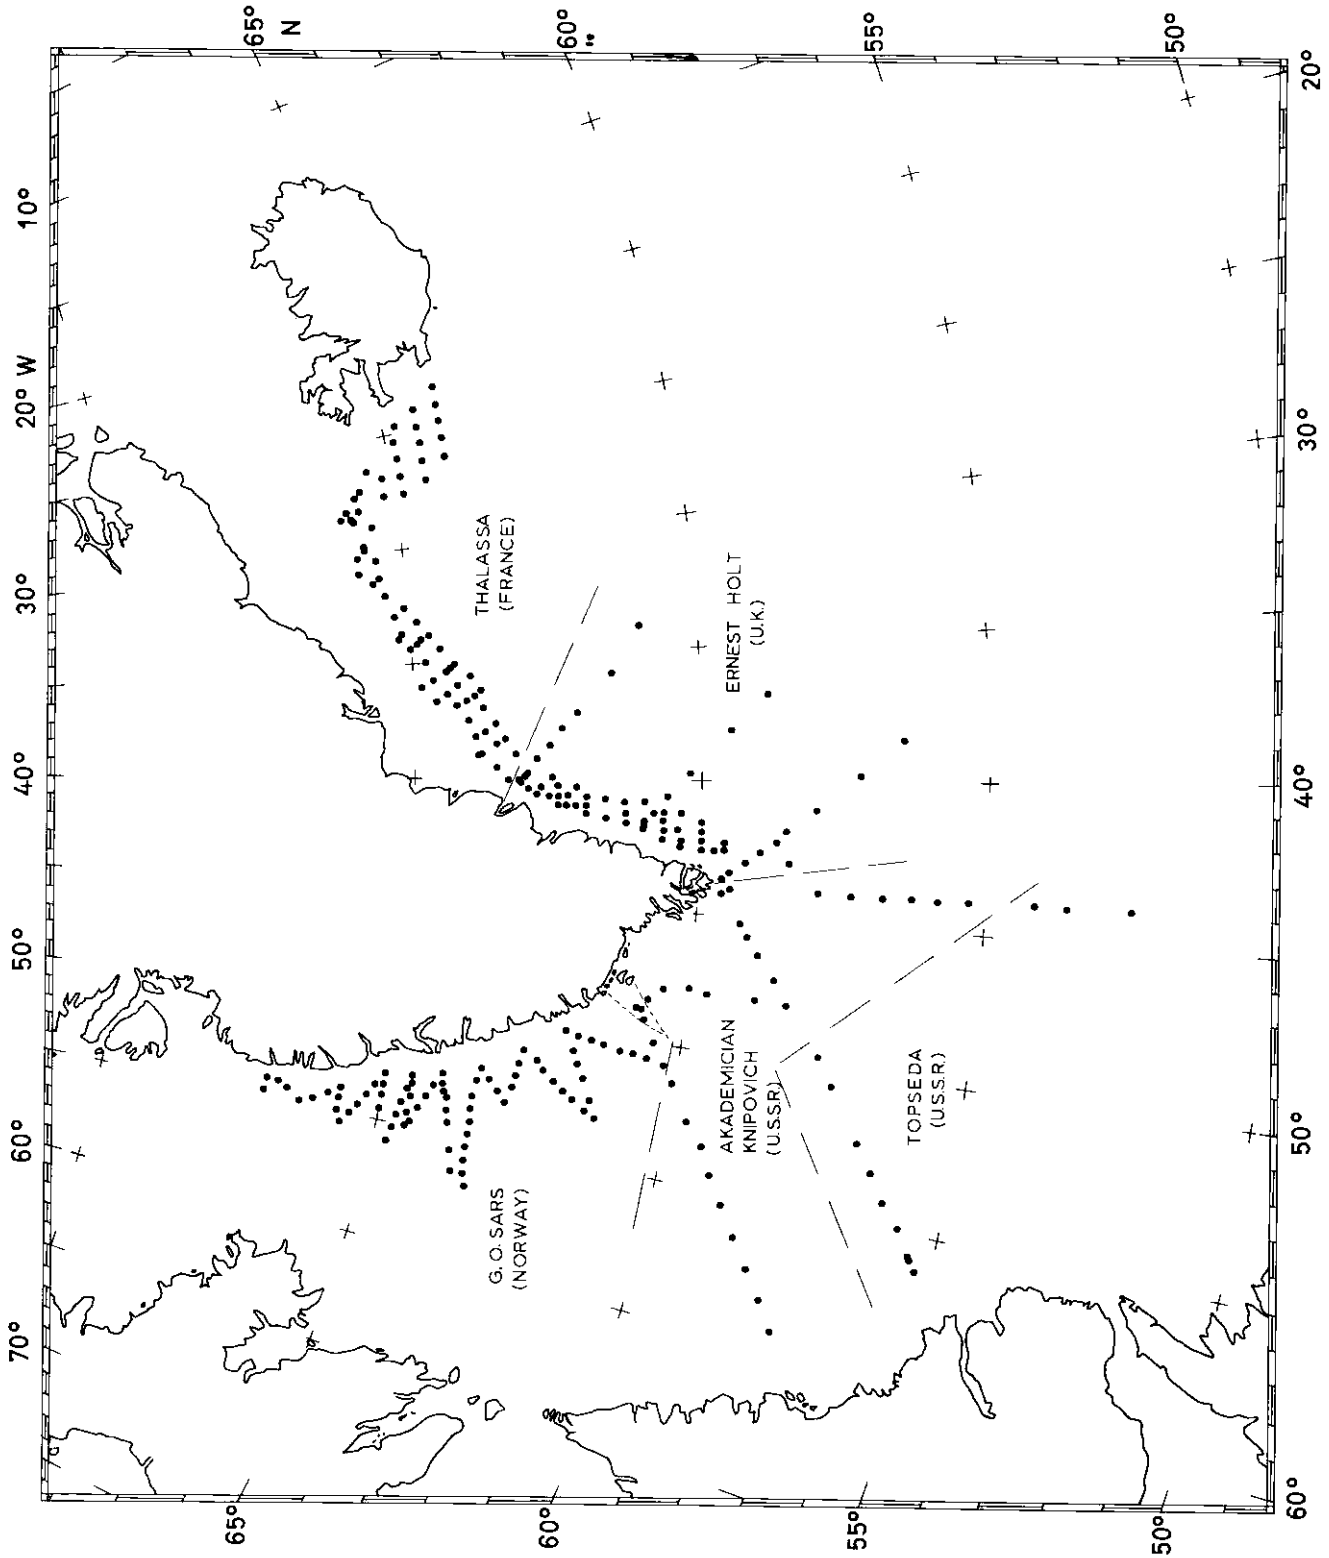 70°
60°
50°
40°
30°
20° W
10°
65°
N
60°
55°
50°
65°
60°
55°
50°
60°
50°
40°
30°
20°
THALASSA
(FRANCE)
ERNEST HOLT
(U.K.)
G.O. SARS
(NORWAY)
AKADEMICIAN
KNIPOVICH
(U.S.S.R)
TOPSEDA
(U.S.S.R.)